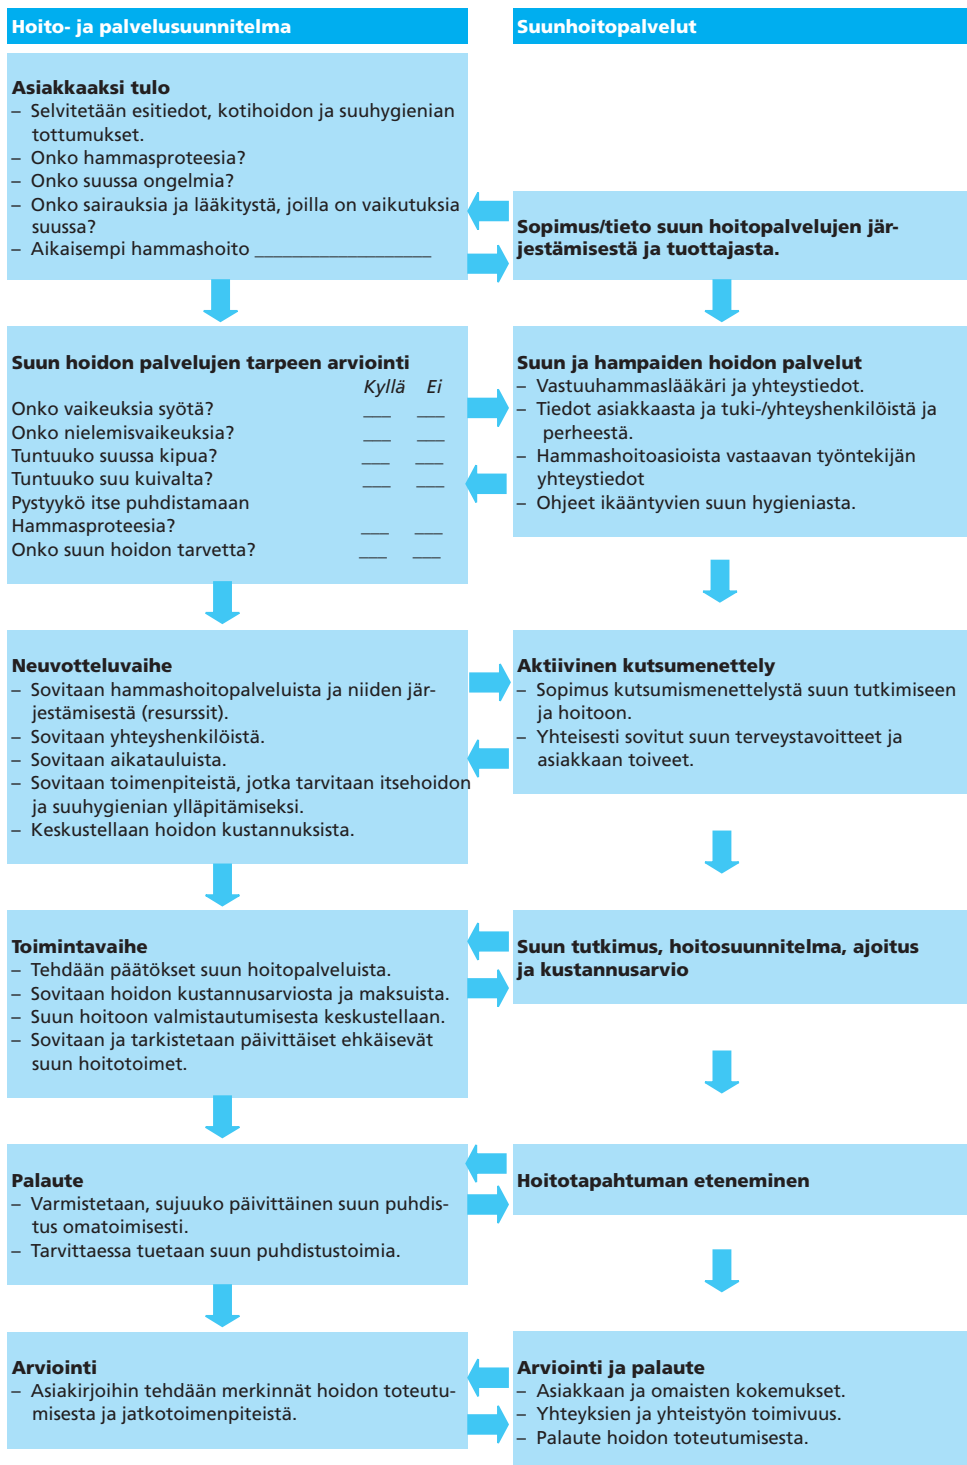 Hoito- ja palvelusuunnitelma
Asiakkaaksi tulo
– Selvitetään esitiedot, kotihoidon ja suuhygienian
tottumukset.
– Onko hammasproteesia?
– Onko suussa ongelmia?
– Onko sairauksia ja lääkitystä, joilla on vaikutuksia
suussa?
– Aikaisempi hammashoito ___________________
Suun hoidon palvelujen tarpeen arviointi
Kyllä Ei
Onko vaikeuksia syötä? ___ ___
Onko nielemisvaikeuksia? ___ ___
Tuntuuko suussa kipua? ___ ___
Tuntuuko suu kuivalta? ___ ___
Pystyykö itse puhdistamaan
Hammasproteesia? ___ ___
Onko suun hoidon tarvetta? ___ ___
Neuvotteluvaihe
– Sovitaan hammashoitopalveluista ja niiden jär-
jestämisestä (resurssit).
– Sovitaan yhteyshenkilöistä.
– Sovitaan aikatauluista.
– Sovitaan toimenpiteistä, jotka tarvitaan itsehoidon
ja suuhygienian ylläpitämiseksi.
– Keskustellaan hoidon kustannuksista.
Toimintavaihe
– Tehdään päätökset suun hoitopalveluista.
– Sovitaan hoidon kustannusarviosta ja maksuista.
– Suun hoitoon valmistautumisesta keskustellaan.
– Sovitaan ja tarkistetaan päivittäiset ehkäisevät
suun hoitotoimet.
Palaute
– Varmistetaan, sujuuko päivittäinen suun puhdis-
tus omatoimisesti.
– Tarvittaessa tuetaan suun puhdistustoimia.
Arviointi
– Asiakirjoihin tehdään merkinnät hoidon toteutu-
misesta ja jatkotoimenpiteistä.
Suunhoitopalvelut
Sopimus/tieto suun hoitopalvelujen jär-
jestämisestä ja tuottajasta.
Suun ja hampaiden hoidon palvelut
– Vastuuhammaslääkäri ja yhteystiedot.
– Tiedot asiakkaasta ja tuki-/yhteyshenkilöistä ja
perheestä.
– Hammashoitoasioista vastaavan työntekijän
yhteystiedot
– Ohjeet ikääntyvien suun hygieniasta.
Aktiivinen kutsumenettely
– Sopimus kutsumismenettelystä suun tutkimiseen
ja hoitoon.
– Yhteisesti sovitut suun terveystavoitteet ja
asiakkaan toiveet.
Suun tutkimus, hoitosuunnitelma, ajoitus
ja kustannusarvio
Hoitotapahtuman eteneminen
Arviointi ja palaute
– Asiakkaan ja omaisten kokemukset.
– Yhteyksien ja yhteistyön toimivuus.
– Palaute hoidon toteutumisesta.